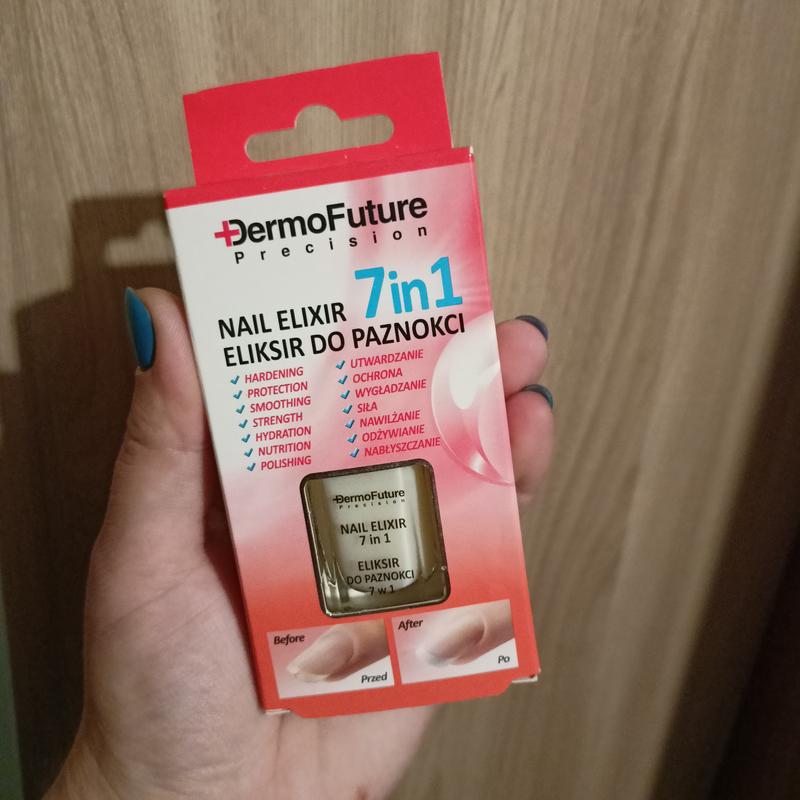 DermoFuture
Precision
7in1
NAIL ELIXIR
ELIKSIR DO PAZNOKCI
HARDENING
PROTECTION
SMOOTHING
STRENGTH
HYDRATION
NUTRITION
POLISHING
UTWARDZANIE
OCHRONA
WYGŁADZANIE
SIŁA
NAWILŻANIE
ODŻYWIANIE
NABŁYSZCZANIE
DermoFuture
Precision
NAIL ELIXIR
7 in 1
ELIKSIR
DO PAZNOKCI
7 w 1
Before
Przed
After
Po